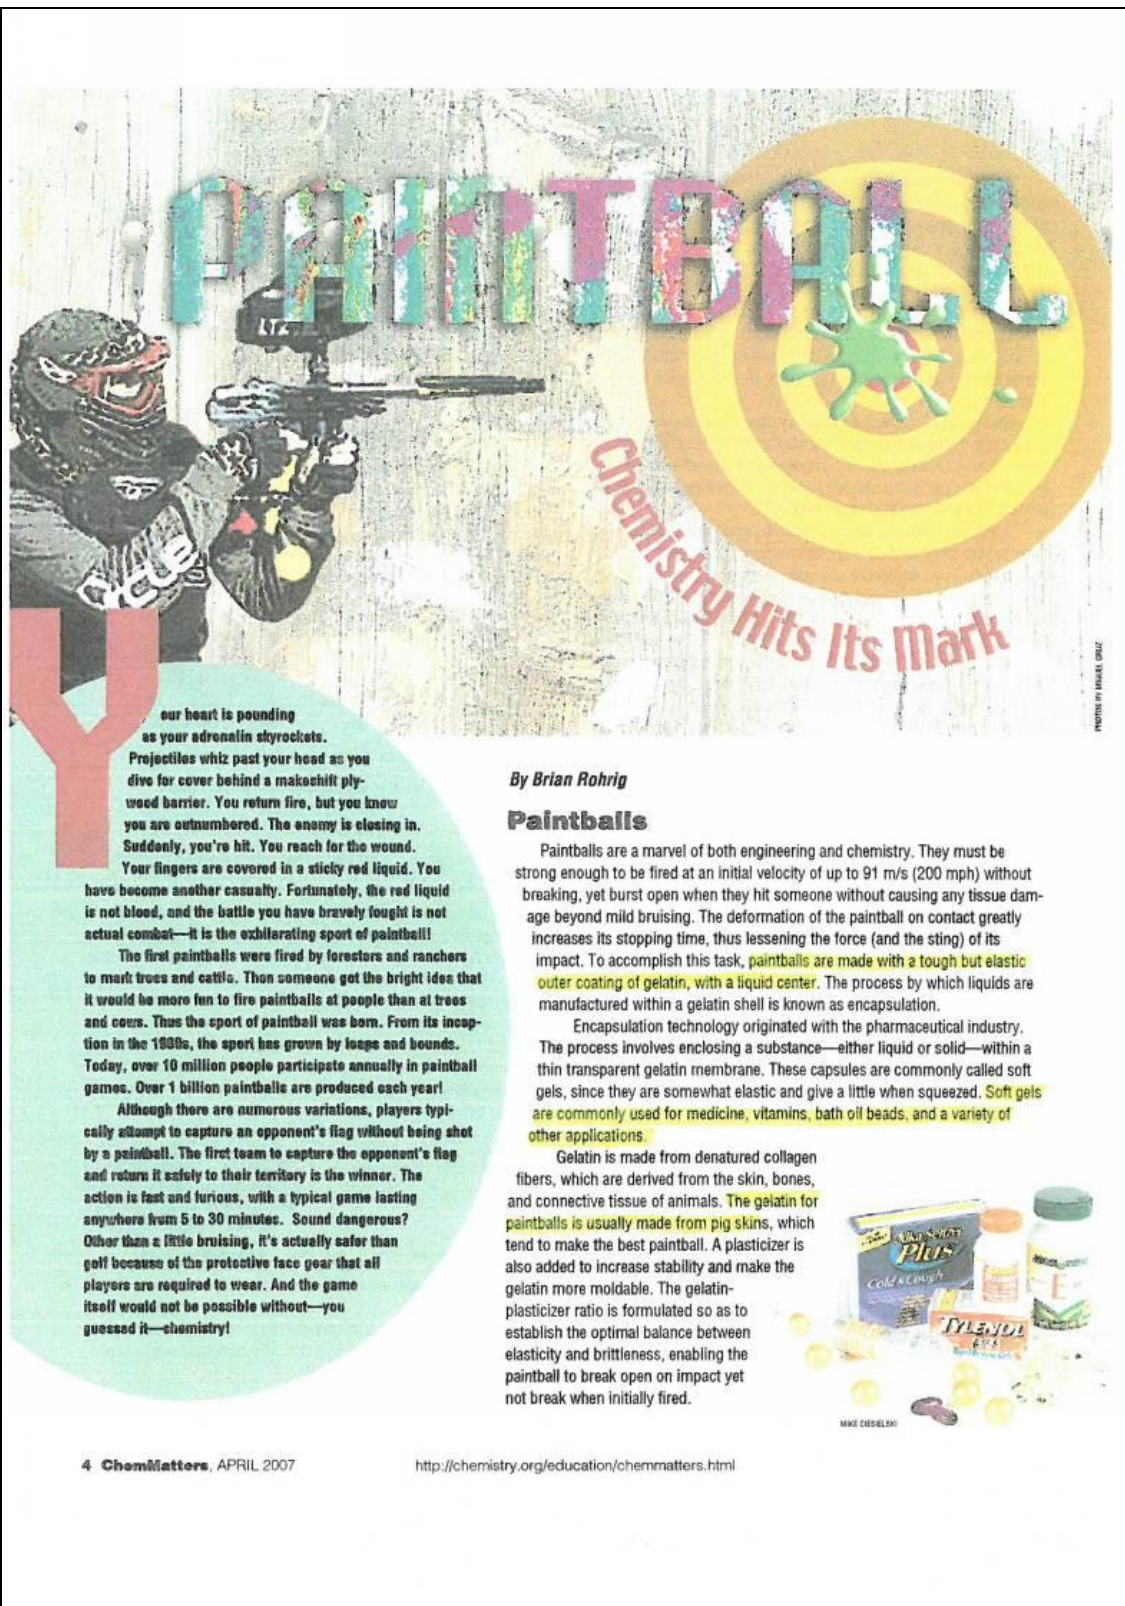 PAINTBALL
LTZ
Chemistry Hits Its Mark
cycle
PHOTOS BY MIGUEL CRUZ
Your heart is pounding
as your adrenalin skyrockets.
Projectiles whiz past your head as you
dive for cover behind a makeshift ply-
wood barrier. You return fire, but you know
you are outnumbered. The enemy is closing in.
Suddenly, you're hit. You reach for the wound.
Your fingers are covered in a sticky red liquid. You
have become another casualty. Fortunately, the red liquid
is not blood, and the battle you have bravely fought is not
actual combat—it is the exhilarating sport of paintball!
The first paintballs were fired by foresters and ranchers
to mark trees and cattle. Then someone got the bright idea that
it would be more fun to fire paintballs at people than at trees
and cows. Thus the sport of paintball was born. From its incep-
tion in the 1980s, the sport has grown by leaps and bounds.
Today, over 10 million people participate annually in paintball
games. Over 1 billion paintballs are produced each year!
Although there are numerous variations, players typi-
cally attempt to capture an opponent's flag without being shot
by a paintball. The first team to capture the opponent's flag
and return it safely to their territory is the winner. The
action is fast and furious, with a typical game lasting
anywhere from 5 to 30 minutes. Sound dangerous?
Other than a little bruising, it's actually safer than
golf because of the protective face gear that all
players are required to wear. And the game
itself would not be possible without—you
guessed it—chemistry!
By Brian Rohrig
Paintballs
Paintballs are a marvel of both engineering and chemistry. They must be
strong enough to be fired at an initial velocity of up to 91 m/s (200 mph) without
breaking, yet burst open when they hit someone without causing any tissue dam-
age beyond mild bruising. The deformation of the paintball on contact greatly
increases its stopping time, thus lessening the force (and the sting) of its
impact. To accomplish this task, paintballs are made with a tough but elastic
outer coating of gelatin, with a liquid center. The process by which liquids are
manufactured within a gelatin shell is known as encapsulation.
Encapsulation technology originated with the pharmaceutical industry.
The process involves enclosing a substance—either liquid or solid—within a
thin transparent gelatin membrane. These capsules are commonly called soft
gels, since they are somewhat elastic and give a little when squeezed. Soft gels
are commonly used for medicine, vitamins, bath oil beads, and a variety of
other applications.
Gelatin is made from denatured collagen
fibers, which are derived from the skin, bones,
and connective tissue of animals. The gelatin for
paintballs is usually made from pig skins, which
tend to make the best paintball. A plasticizer is
also added to increase stability and make the
gelatin more moldable. The gelatin-
plasticizer ratio is formulated so as to
establish the optimal balance between
elasticity and brittleness, enabling the
paintball to break open on impact yet
not break when initially fired.
Alka-Seltzer
Plus
Cold & Cough
TYLENOL
E
MIKE CIESIELSKI
4 ChemMatters, APRIL 2007
http://chemistry.org/education/chemmatters.html